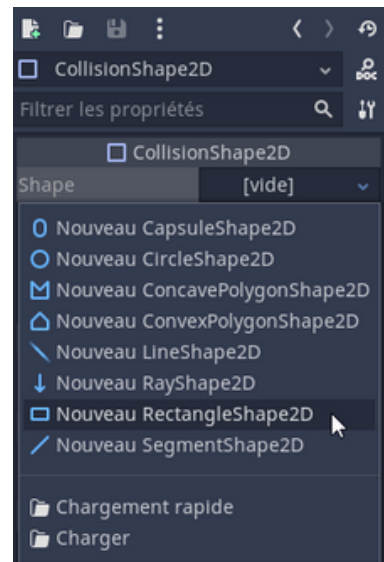 CollisionShape2D
DOC
Filtrer les propriétés
CollisionShape2D
Shape [vide]
Nouveau CapsuleShape2D
Nouveau CircleShape2D
Nouveau ConcavePolygonShape2D
Nouveau ConvexPolygonShape2D
Nouveau LineShape2D
Nouveau RayShape2D
Nouveau RectangleShape2D
Nouveau SegmentShape2D
Chargement rapide
Charger